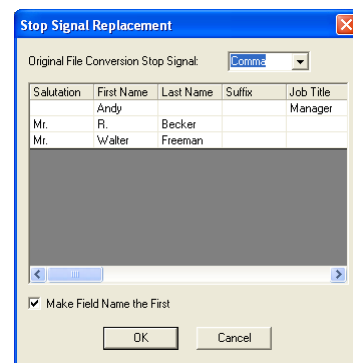 Stop Signal Replacement
Original File Conversion Stop Signal: Comma
Salutation First Name Last Name Suffix Job Title
Andy Manager
Mr. R. Becker
Mr. Walter Freeman
Make Field Name the First
OK Cancel